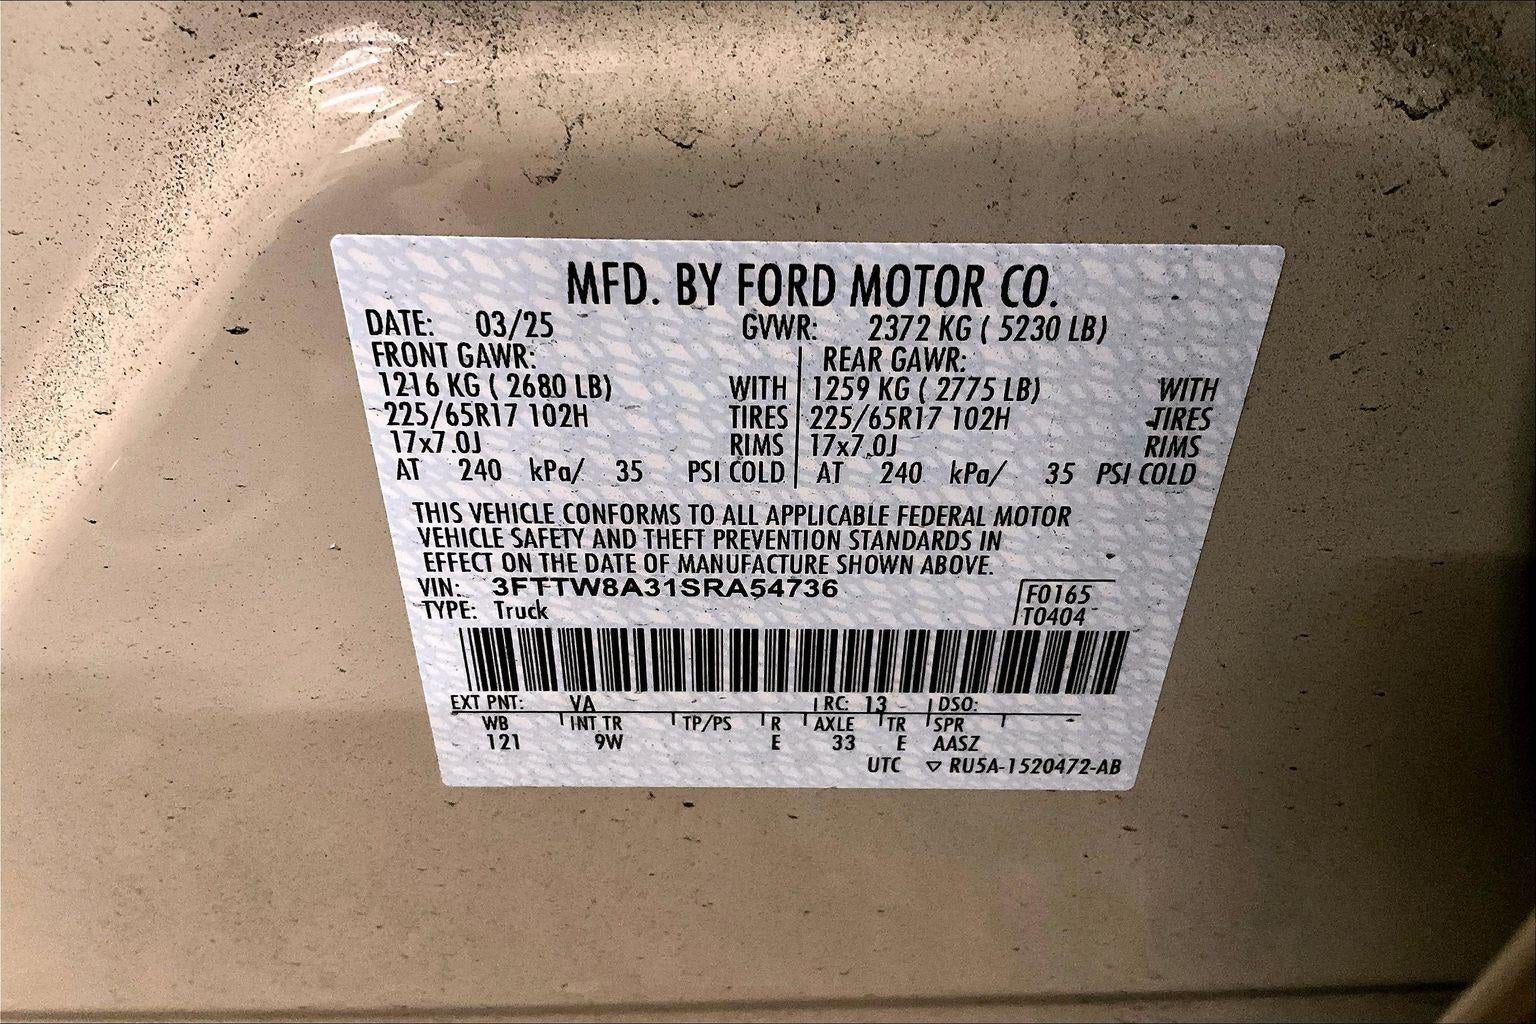 MFD. BY FORD MOTOR CO.
DATE: 03/25 GVWR: 2372 KG ( 5230 LB)
FRONT GAWR: REAR GAWR:
1216 KG ( 2680 LB) WITH 1259 KG ( 2775 LB) WITH
225/65R17 102H TIRES 225/65R17 102H TIRES
17x7.0J RIMS 17x7.0J RIMS
AT 240 kPa/ 35 PSI COLD AT 240 kPa/ 35 PSI COLD
THIS VEHICLE CONFORMS TO ALL APPLICABLE FEDERAL MOTOR
VEHICLE SAFETY AND THEFT PREVENTION STANDARDS IN
EFFECT ON THE DATE OF MANUFACTURE SHOWN ABOVE.
VIN: 3FTTW8A31SRA54736 F0165
TYPE: Truck T0404
EXT PNT: VA RC: 13 DSO:
WB INT TR TP/PS R AXLE TR SPR
121 9W E 33 E AASZ
UTC ▽ RU5A-1520472-AB